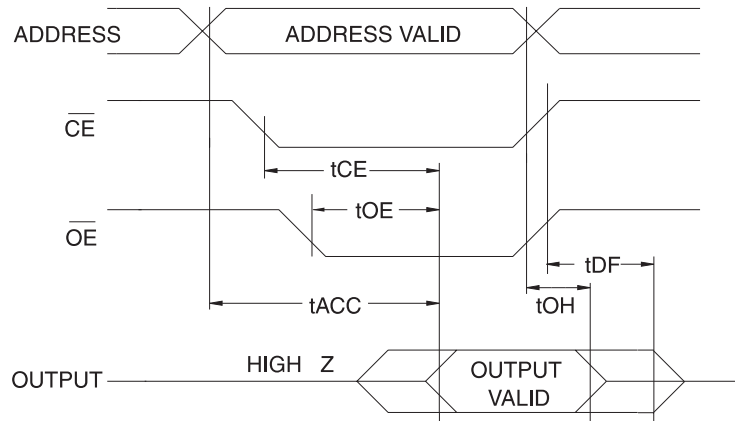 ADDRESS
ADDRESS VALID
CE
tCE
tOE
OE
tDF
tACC
tOH
HIGH Z
OUTPUT
OUTPUT
VALID